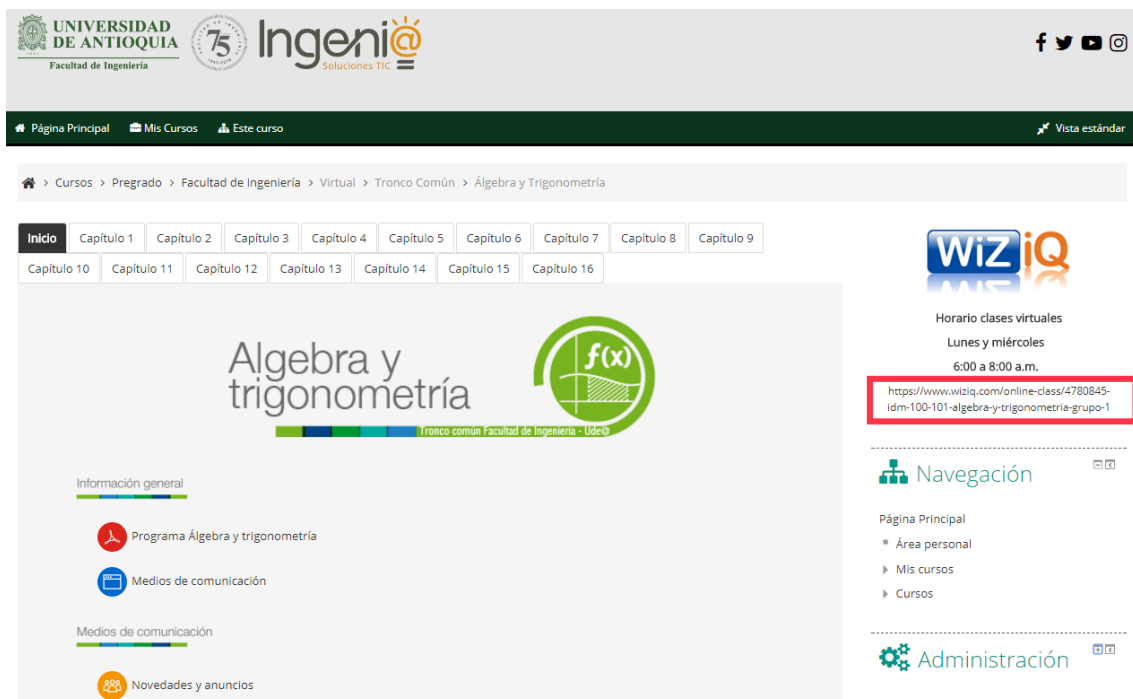 UNIVERSIDAD
DE ANTIOQUIA
Facultad de Ingeniería
75
Ingeni@
Soluciones TIC
Página Principal Mis Cursos Este curso Vista estándar
> Cursos > Pregrado > Facultad de Ingeniería > Virtual > Tronco Común > Álgebra y Trigonometría
Inicio Capítulo 1 Capítulo 2 Capítulo 3 Capítulo 4 Capítulo 5 Capítulo 6 Capítulo 7 Capítulo 8 Capítulo 9
Capítulo 10 Capítulo 11 Capítulo 12 Capítulo 13 Capítulo 14 Capítulo 15 Capítulo 16
Algebra y
trigonometría
f(x)
Tronco común Facultad de Ingeniería - Ude@
Información general
Programa Álgebra y trigonometría
Medios de comunicación
Medios de comunicación
Novedades y anuncios
WiZiQ
Horario clases virtuales
Lunes y miércoles
6:00 a 8:00 a.m.
https://www.wiziq.com/online-class/4780845-
idm-100-101-algebra-y-trigonometria-grupo-1
Navegación
Página Principal
Área personal
Mis cursos
Cursos
Administración